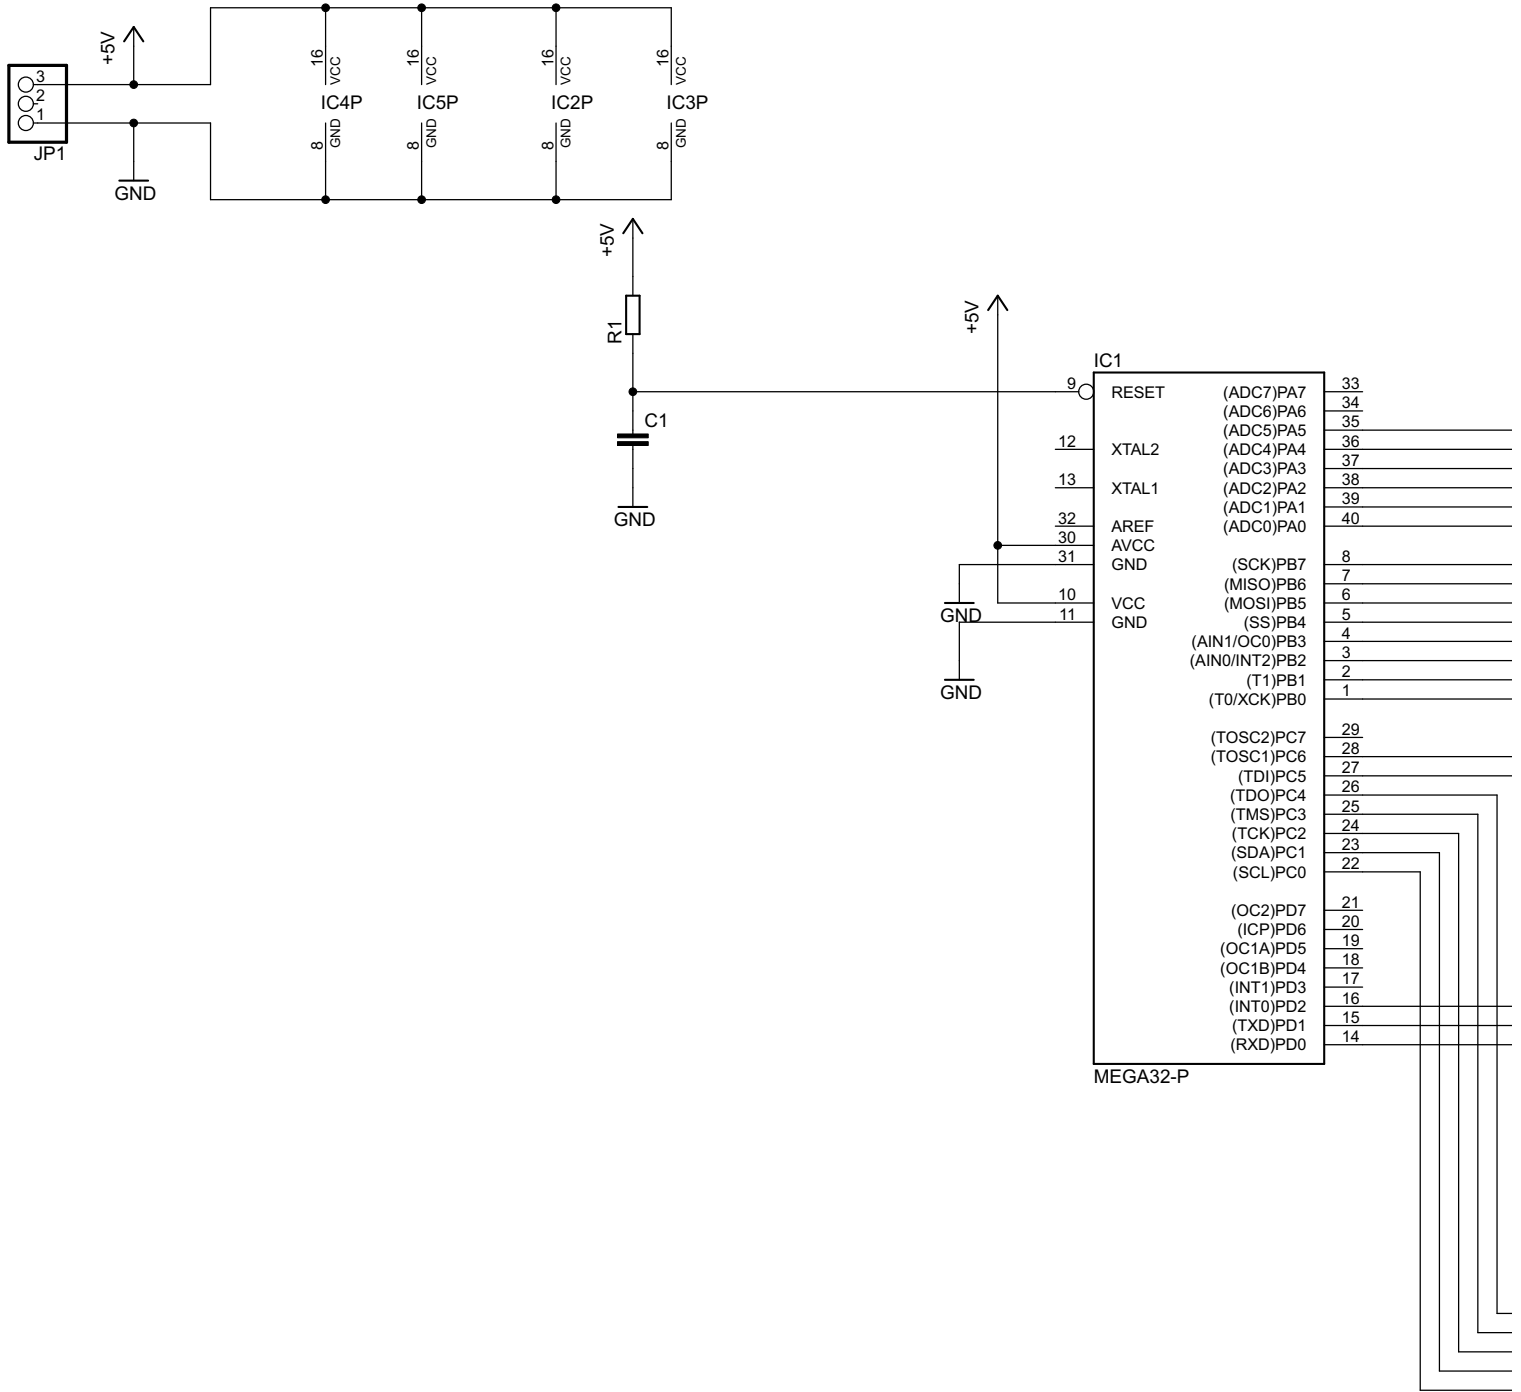 +5V
3
2
1
JP1
GND
16
VCC
IC4P
8
GND
16
VCC
IC5P
8
GND
16
VCC
IC2P
8
GND
16
VCC
IC3P
8
GND
+5V
R1
C1
GND
+5V
IC1
9 RESET
12 XTAL2
13 XTAL1
32 AREF
30 AVCC
31 GND
GND
10 VCC
11 GND
GND
(ADC7)PA7 33
(ADC6)PA6 34
(ADC5)PA5 35
(ADC4)PA4 36
(ADC3)PA3 37
(ADC2)PA2 38
(ADC1)PA1 39
(ADC0)PA0 40
(SCK)PB7 8
(MISO)PB6 7
(MOSI)PB5 6
(SS)PB4 5
(AIN1/OC0)PB3 4
(AIN0/INT2)PB2 3
(T1)PB1 2
(T0/XCK)PB0 1
(TOSC2)PC7 29
(TOSC1)PC6 28
(TDI)PC5 27
(TDO)PC4 26
(TMS)PC3 25
(TCK)PC2 24
(SDA)PC1 23
(SCL)PC0 22
(OC2)PD7 21
(ICP)PD6 20
(OC1A)PD5 19
(OC1B)PD4 18
(INT1)PD3 17
(INT0)PD2 16
(TXD)PD1 15
(RXD)PD0 14
MEGA32-P